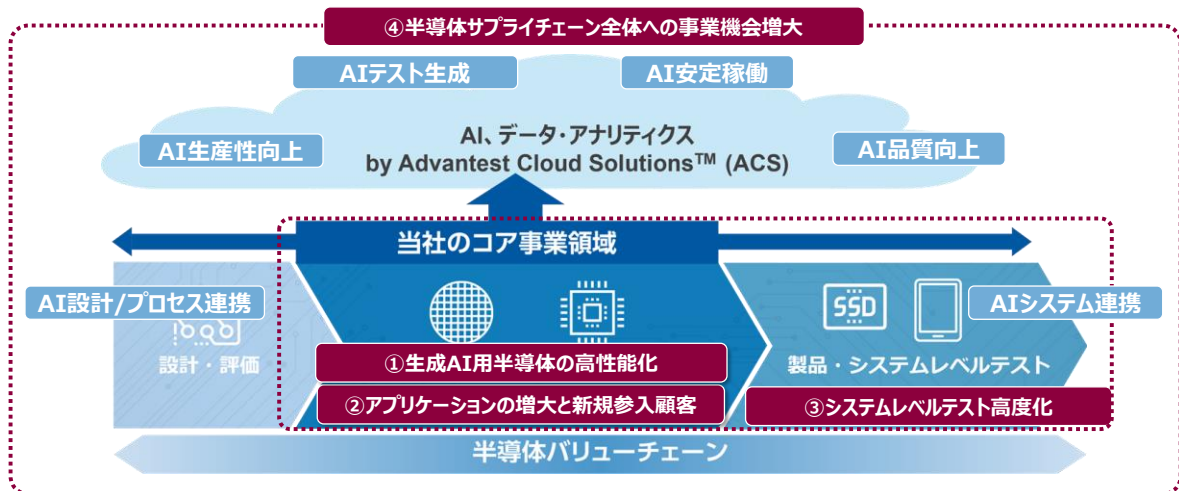 ④半導体サプライチェーン全体への事業機会増大
AIテスト生成
AI安定稼働
AI生産性向上
AI、データ・アナリティクス
by Advantest Cloud Solutions™ (ACS)
AI品質向上
当社のコア事業領域
AI設計/プロセス連携
SSD
AIシステム連携
設計・評価
①生成AI用半導体の高性能化
製品・システムレベルテスト
②アプリケーションの増大と新規参入顧客
③システムレベルテスト高度化
半導体バリューチェーン